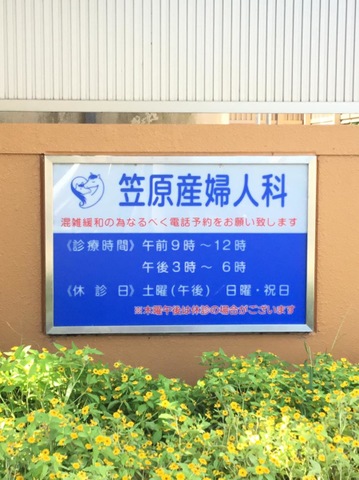 笠原産婦人科
混雑緩和の為なるべく電話予約をお願い致します
《診療時間》午前9時～12時
午後3時～6時
《休診日》土曜(午後)/日曜・祝日
※木曜午後は休診の場合がございます